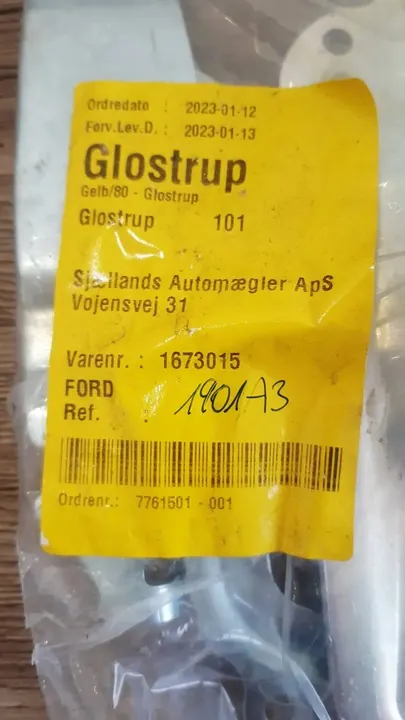 Ordredato : 2023-01-12
Forv.Lev.D. : 2023-01-13
Glostrup
Gelb/80 - Glostrup
Glostrup 101
Sjællands Automægler ApS
Vojensvej 31
Varenr. : 1673015
FORD
Ref. : 1901A3
Ordrenr.: 7761501 - 001